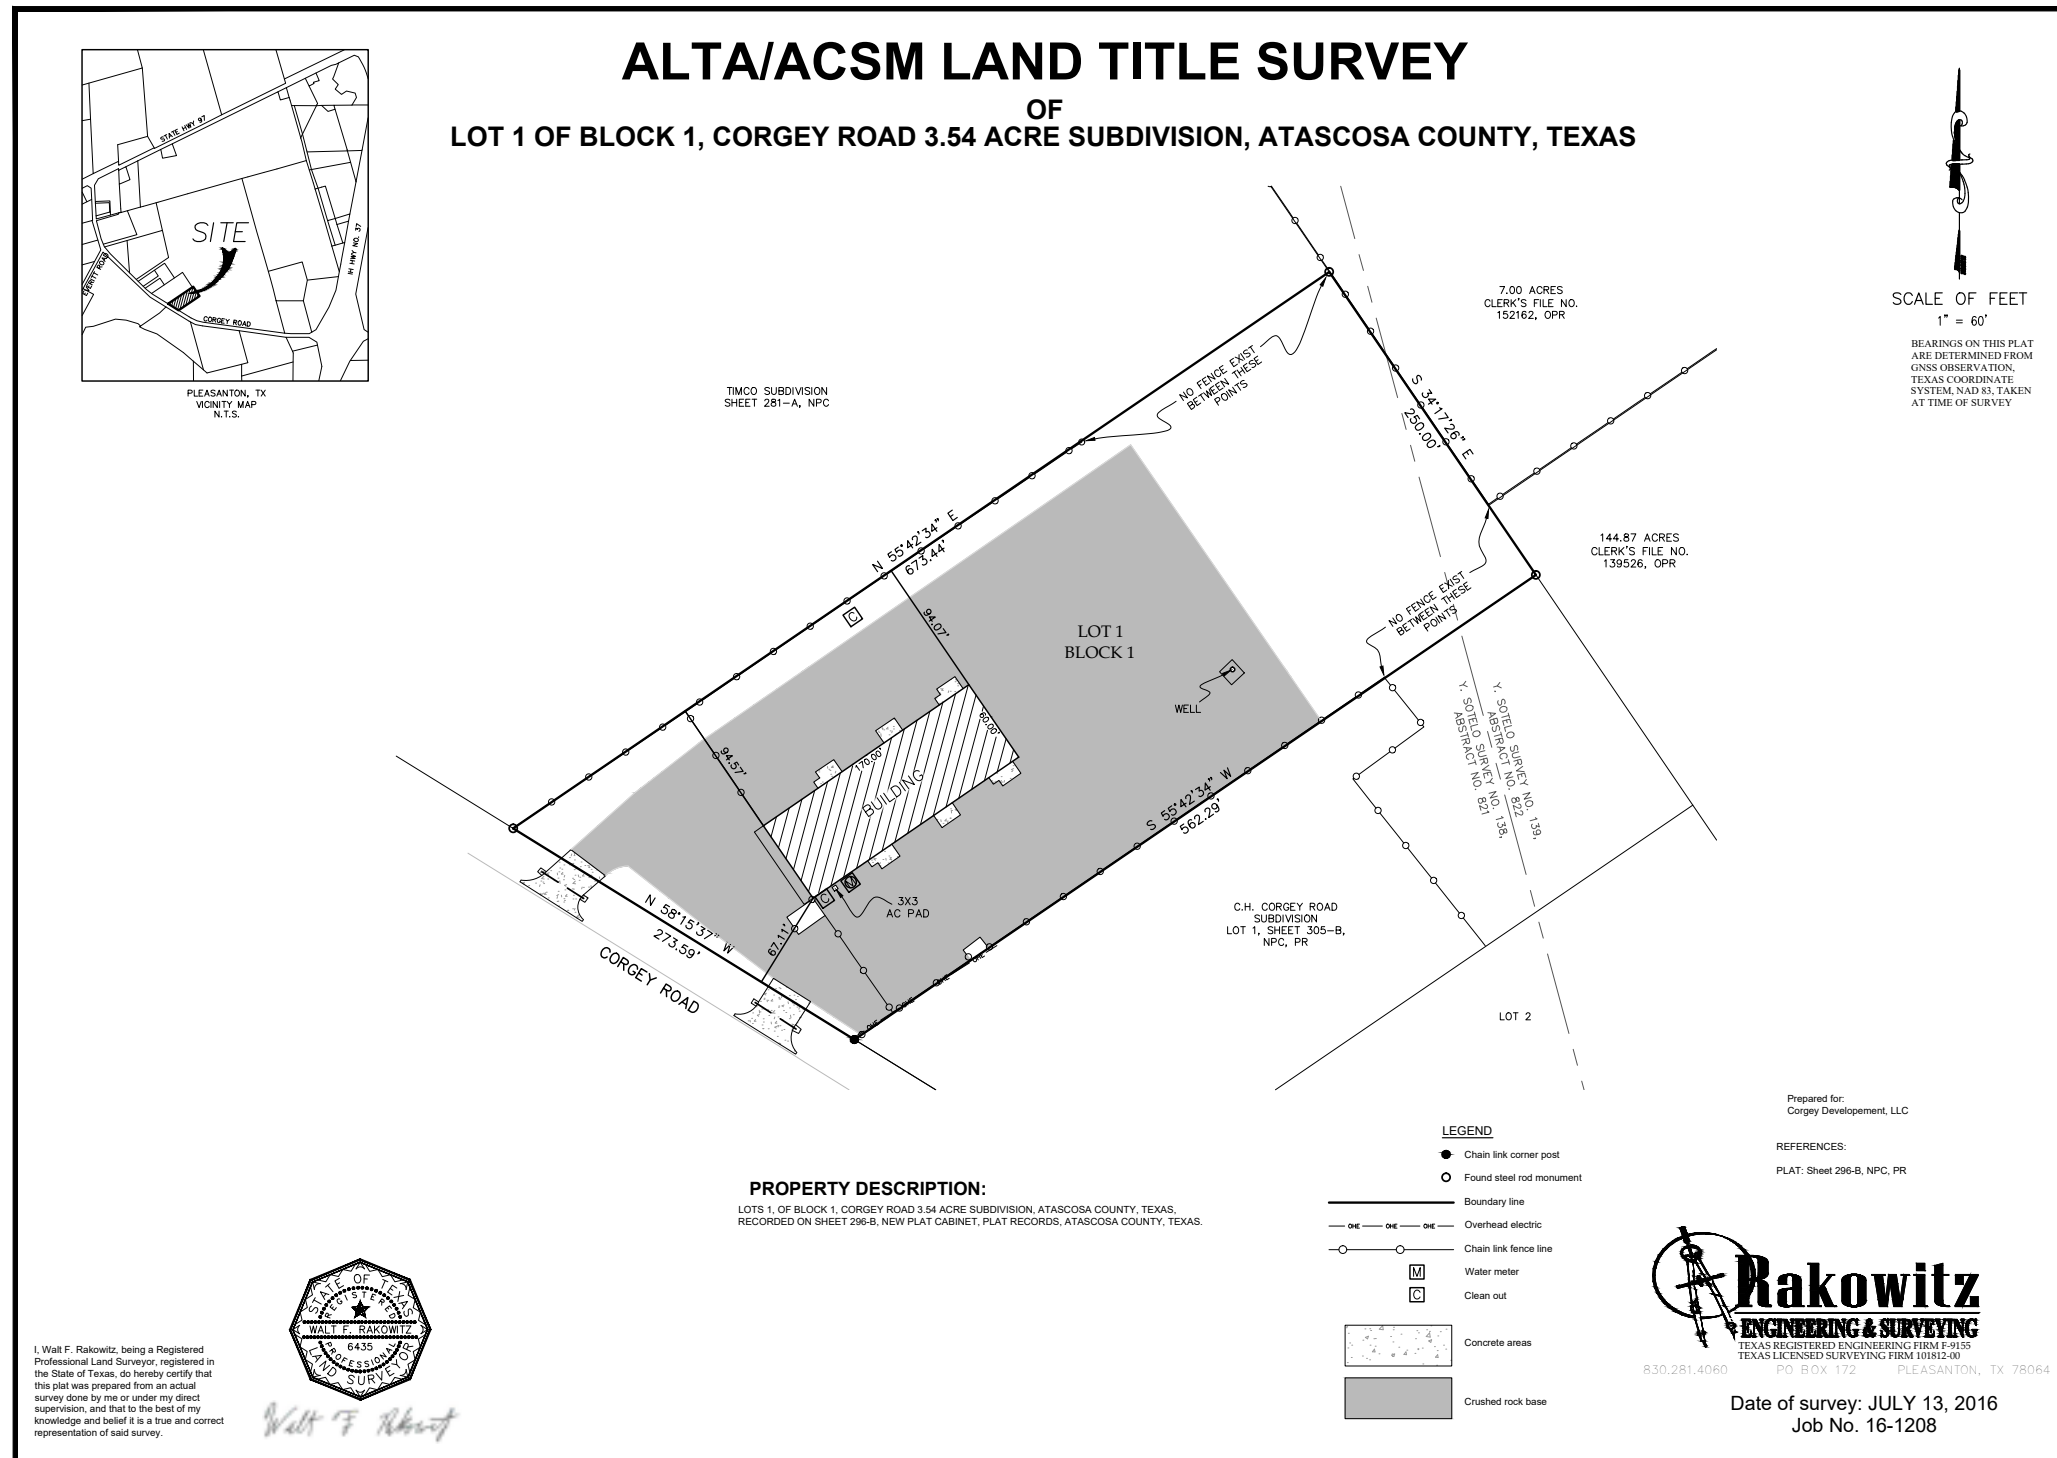 ALTA/ACSM LAND TITLE SURVEY
OF
LOT 1 OF BLOCK 1, CORGEY ROAD 3.54 ACRE SUBDIVISION, ATASCOSA COUNTY, TEXAS
STATE HWY 97
SITE
IH HWY NO. 37
EVERITT ROAD
CORGEY ROAD
PLEASANTON, TX
VICINITY MAP
N.T.S.
SCALE OF FEET
1" = 60'
BEARINGS ON THIS PLAT
ARE DETERMINED FROM
GNSS OBSERVATION,
TEXAS COORDINATE
SYSTEM, NAD 83, TAKEN
AT TIME OF SURVEY
7.00 ACRES
CLERK'S FILE NO.
152162, OPR
TIMCO SUBDIVISION
SHEET 281-A, NPC
NO FENCE EXIST
BETWEEN THESE
POINTS
S 34°17'26" E
250.00'
N 55°42'34" E
673.44'
144.87 ACRES
CLERK'S FILE NO.
139526, OPR
NO FENCE EXIST
BETWEEN THESE
POINTS
C
94.07'
LOT 1
BLOCK 1
WELL
60.00'
170.00'
94.57'
BUILDING
Y. SOTELO SURVEY NO. 139,
ABSTRACT NO. 822
Y. SOTELO SURVEY NO. 138,
ABSTRACT NO. 821
S 55°42'34" W
562.29'
C
M
3X3
AC PAD
N 58°15'37" W
273.59'
67.11'
CORGEY ROAD
OHE
OHE
OHE
OHE
C.H. CORGEY ROAD
SUBDIVISION
LOT 1, SHEET 305-B,
NPC, PR
LOT 2
Prepared for:
Corgey Developement, LLC
REFERENCES:
PLAT: Sheet 296-B, NPC, PR
LEGEND
Chain link corner post
Found steel rod monument
Boundary line
OHE OHE OHE Overhead electric
Chain link fence line
M Water meter
C Clean out
Concrete areas
Crushed rock base
PROPERTY DESCRIPTION:
LOTS 1, OF BLOCK 1, CORGEY ROAD 3.54 ACRE SUBDIVISION, ATASCOSA COUNTY, TEXAS,
RECORDED ON SHEET 296-B, NEW PLAT CABINET, PLAT RECORDS, ATASCOSA COUNTY, TEXAS.
I, Walt F. Rakowitz, being a Registered
Professional Land Surveyor, registered in
the State of Texas, do hereby certify that
this plat was prepared from an actual
survey done by me or under my direct
supervision, and that to the best of my
knowledge and belief it is a true and correct
representation of said survey.
STATE OF TEXAS
REGISTERED
WALT F. RAKOWITZ
6435
PROFESSIONAL
LAND SURVEYOR
Walt F Rakowitz
Rakowitz
ENGINEERING & SURVEYING
TEXAS REGISTERED ENGINEERING FIRM F-9155
TEXAS LICENSED SURVEYING FIRM 101812-00
830.281.4060 PO BOX 172 PLEASANTON, TX 78064
Date of survey: JULY 13, 2016
Job No. 16-1208